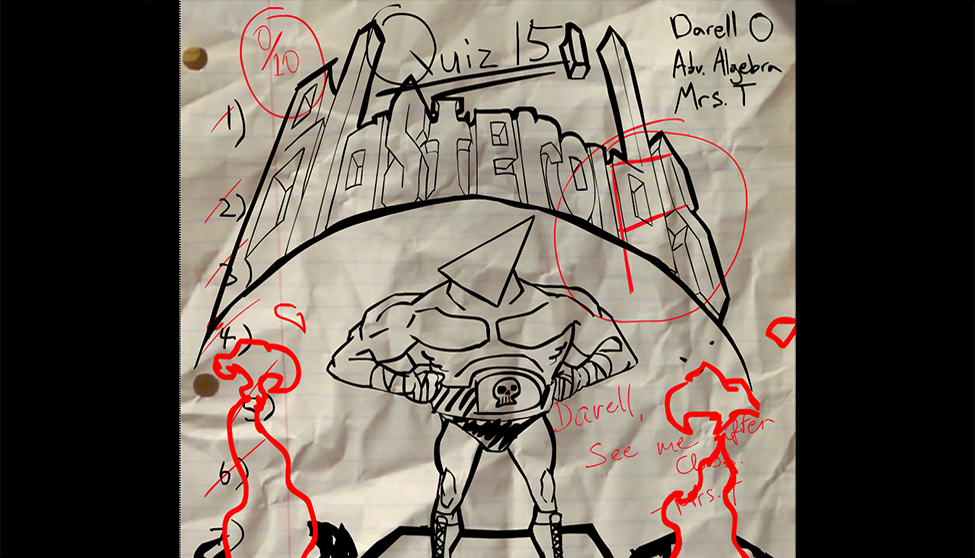 0/10
Quiz 15
Darell O
Adv. Algebra
Mrs. T
1)
2)
3)
4)
5)
6)
7)
F
Darell,
See me after
Class.
-Mrs. T